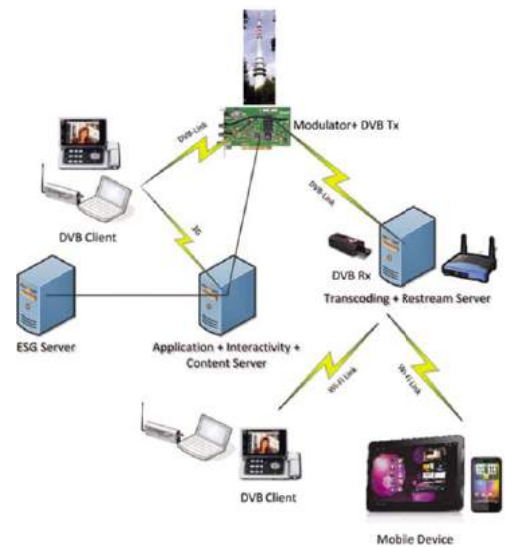 Modulator+ DVB Tx
DVB-Link
DVB-Link
DVB Client
3G
DVB Rx
Transcoding + Restream Server
ESG Server
Application + Interactivity +
Content Server
Wi-Fi Link
Wi-Fi Link
DVB Client
Mobile Device